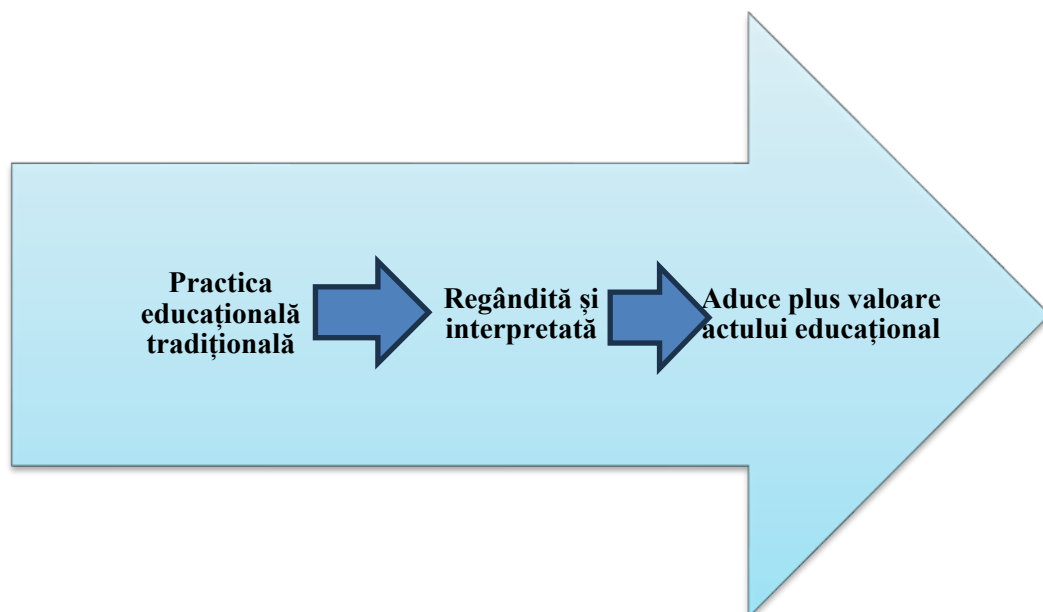 Practica
educațională
tradițională
Regândită și
interpretată
Aduce plus valoare
actului educațional